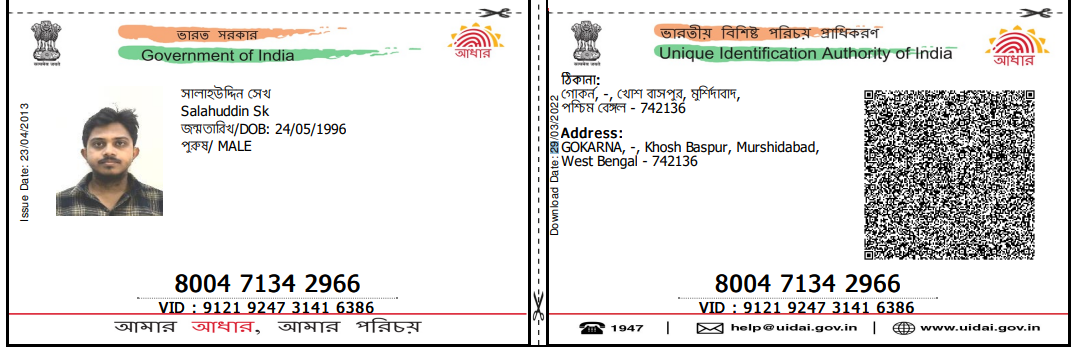 ভারত সরকার
Government of India
আধার
সালাহউদ্দিন সেখ
Salahuddin Sk
জন্মতারিখ/DOB: 24/05/1996
পুরুষ/ MALE
Issue Date: 23/04/2013
8004 7134 2966
VID : 9121 9247 3141 6386
আমার আধার, আমার পরিচয়
ভারতীয় বিশিষ্ট পরিচয় প্রাধিকরণ
Unique Identification Authority of India
আধার
ঠিকানা:
গোকর্ন, -, খোশ বাসপুর, মুর্শিদাবাদ,
পশ্চিম বেঙ্গল - 742136
Address:
GOKARNA, -, Khosh Baspur, Murshidabad,
West Bengal - 742136
Download Date: 29/03/2022
8004 7134 2966
VID : 9121 9247 3141 6386
1947 | help@uidai.gov.in | www.uidai.gov.in